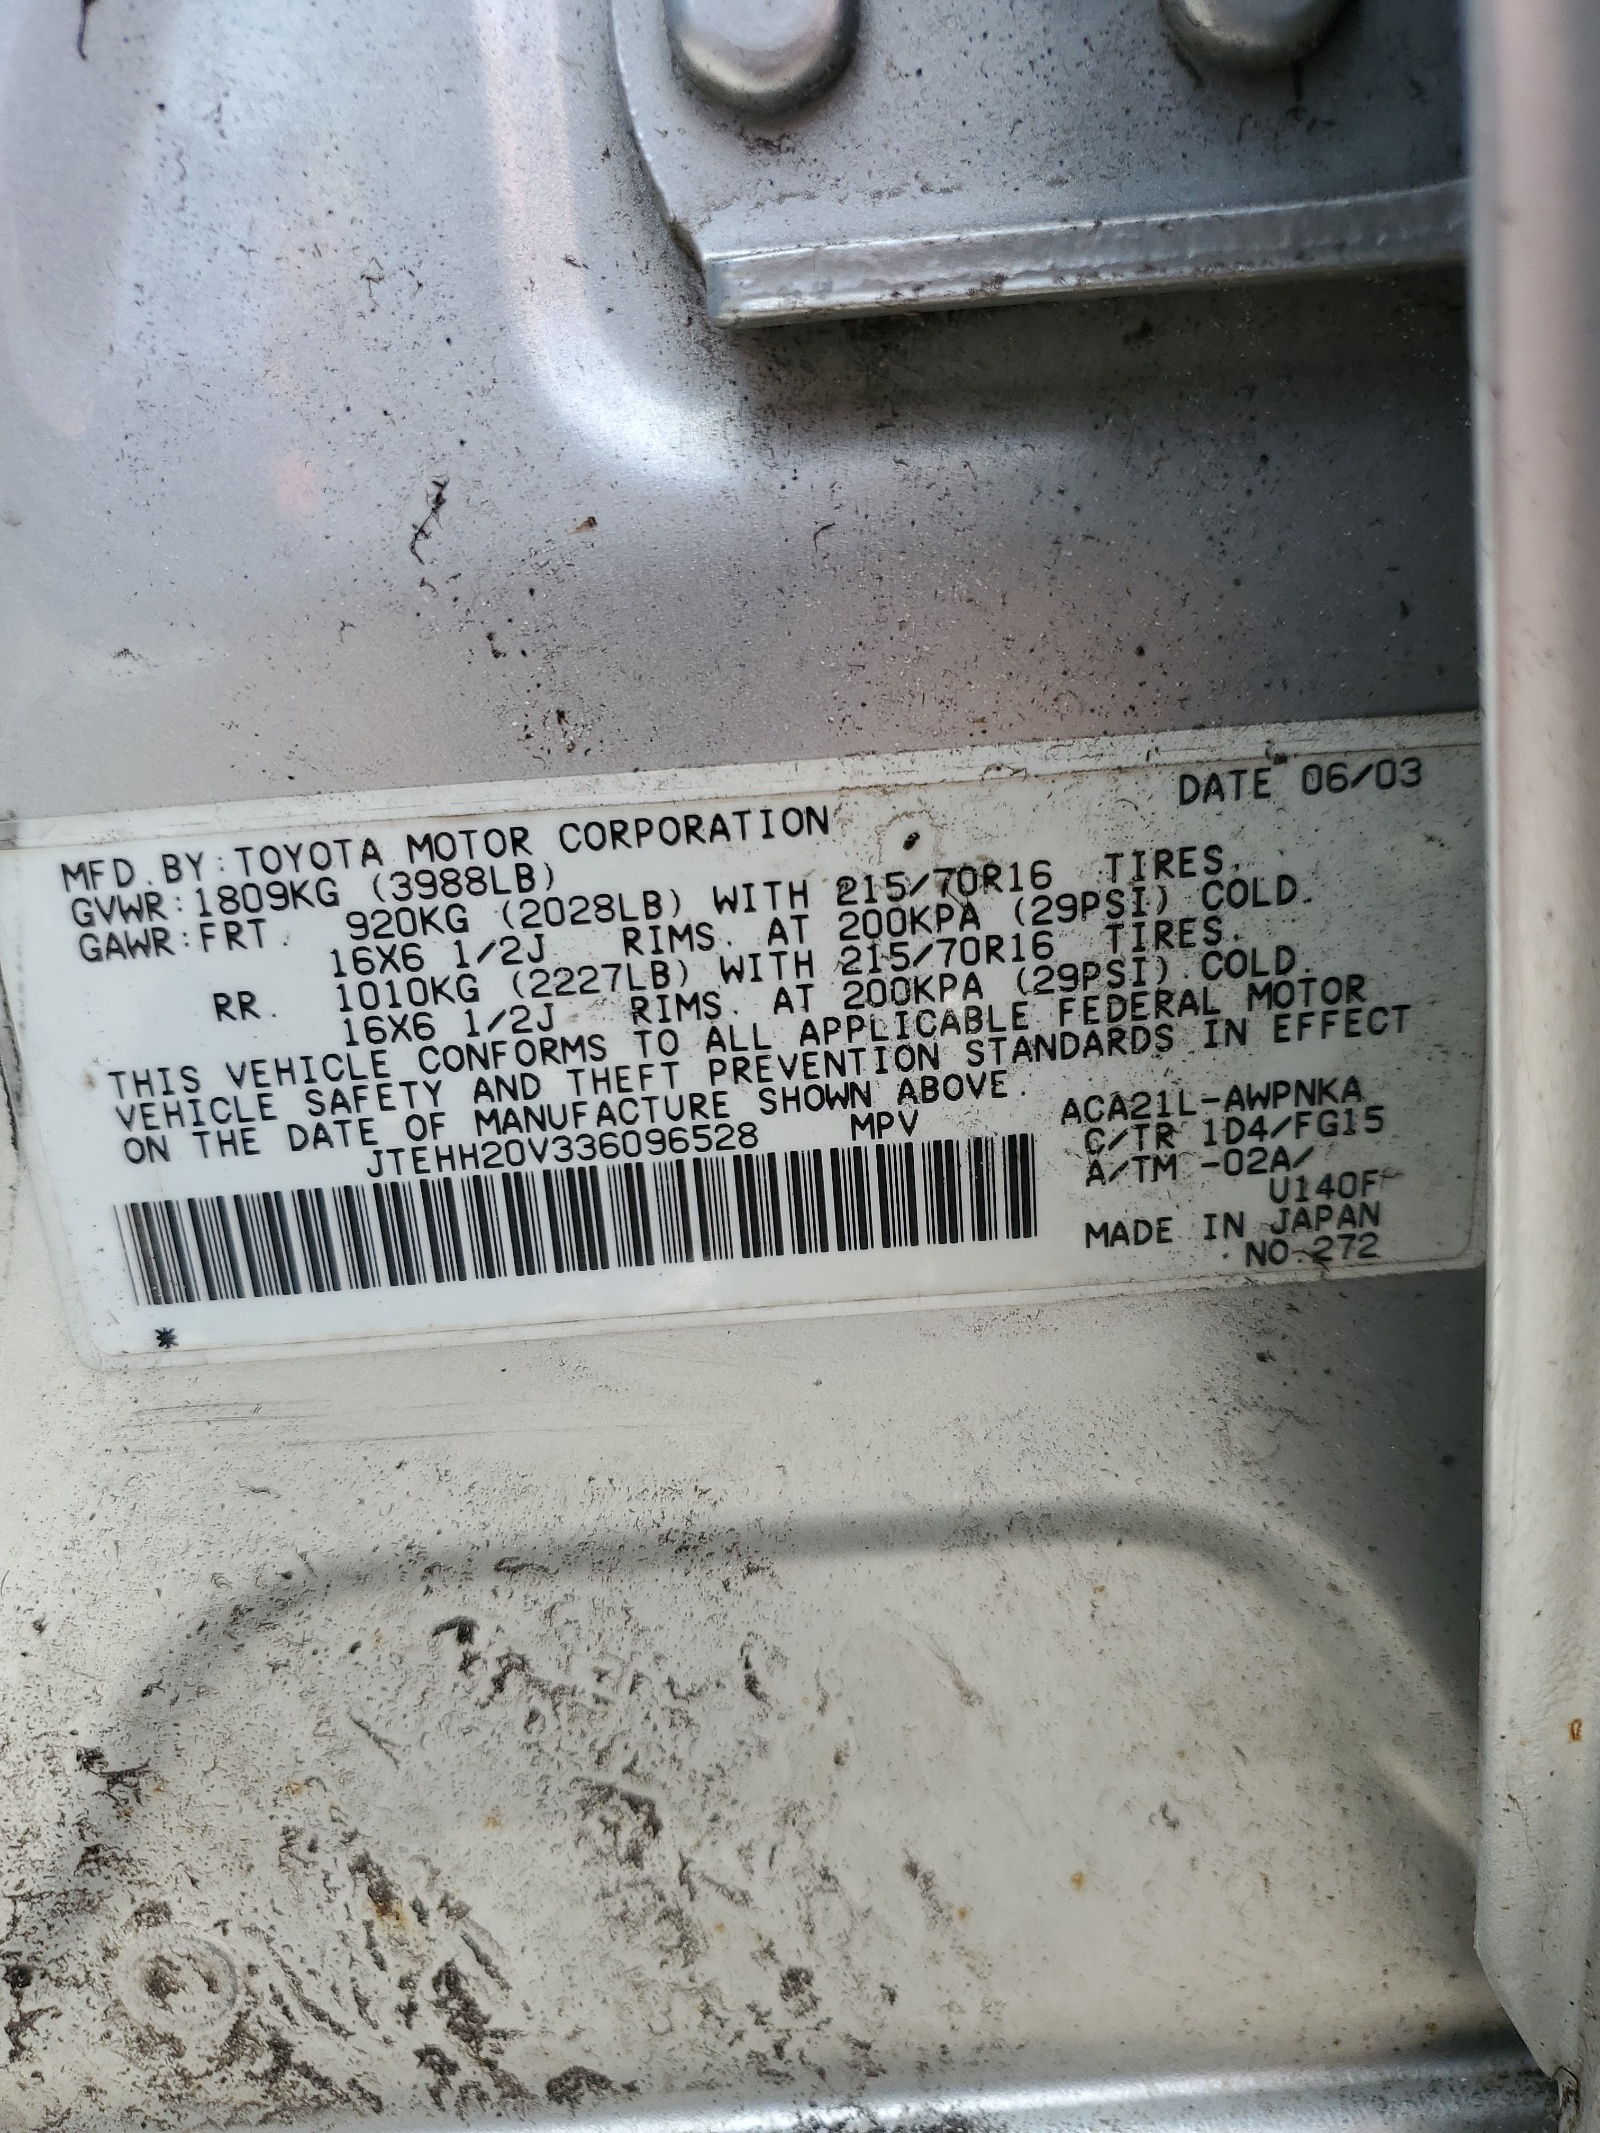 DATE 06/03
MFD. BY: TOYOTA MOTOR CORPORATION
GVWR: 1809KG (3988LB)
GAWR: FRT. 920KG (2028LB) WITH 215/70R16 TIRES.
16X6 1/2J RIMS. AT 200KPA (29PSI) COLD.
RR. 1010KG (2227LB) WITH 215/70R16 TIRES.
16X6 1/2J RIMS. AT 200KPA (29PSI) COLD.
THIS VEHICLE CONFORMS TO ALL APPLICABLE FEDERAL MOTOR
VEHICLE SAFETY AND THEFT PREVENTION STANDARDS IN EFFECT
ON THE DATE OF MANUFACTURE SHOWN ABOVE.
JTEHH20V336096528 MPV
ACA21L-AWPNKA
C/TR 1D4/FG15
A/TM -02A/
U140F
MADE IN JAPAN
NO.272
*